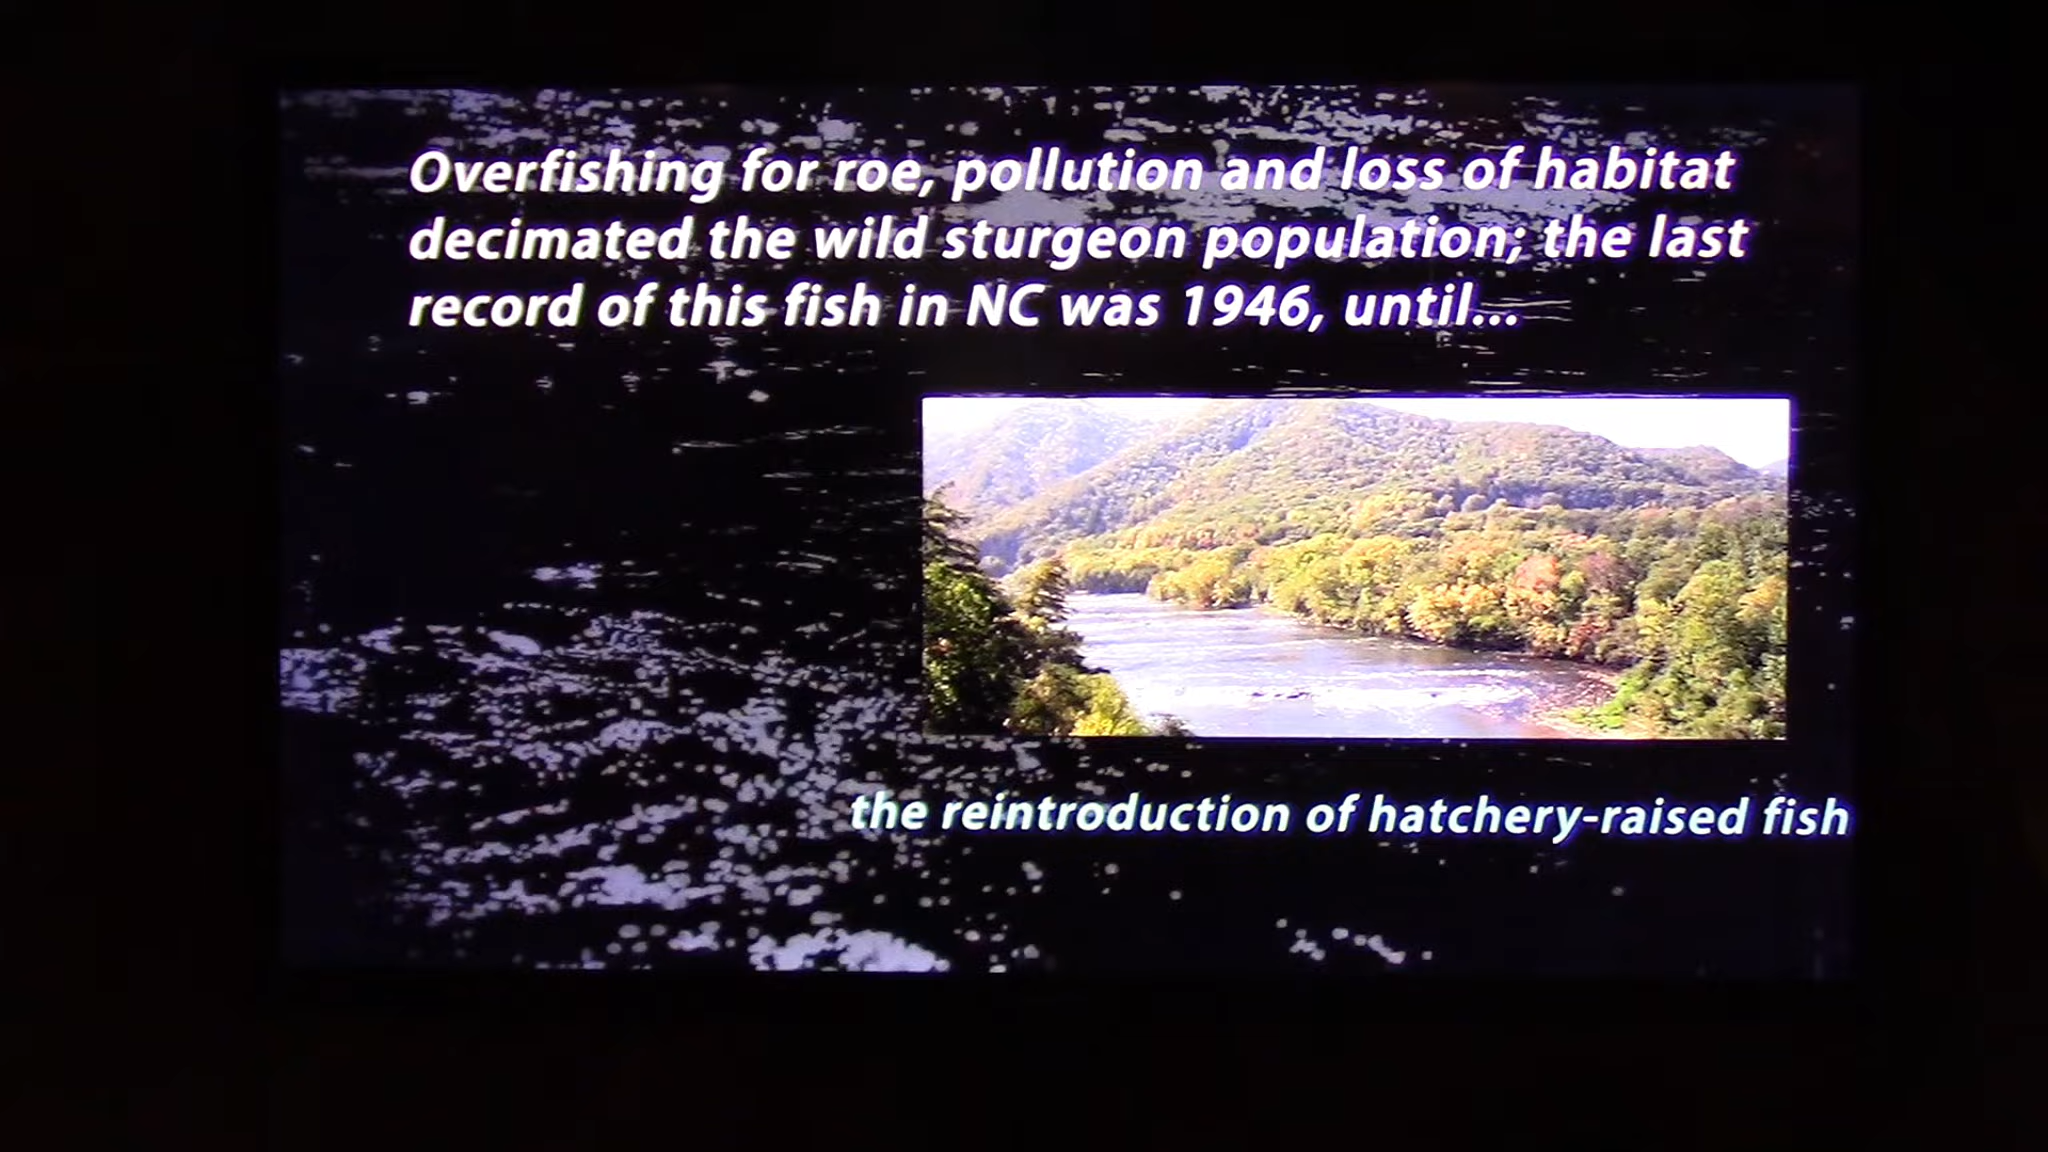 Overfishing for roe, pollution and loss of habitat
decimated the wild sturgeon population; the last
record of this fish in NC was 1946, until...
the reintroduction of hatchery-raised fish